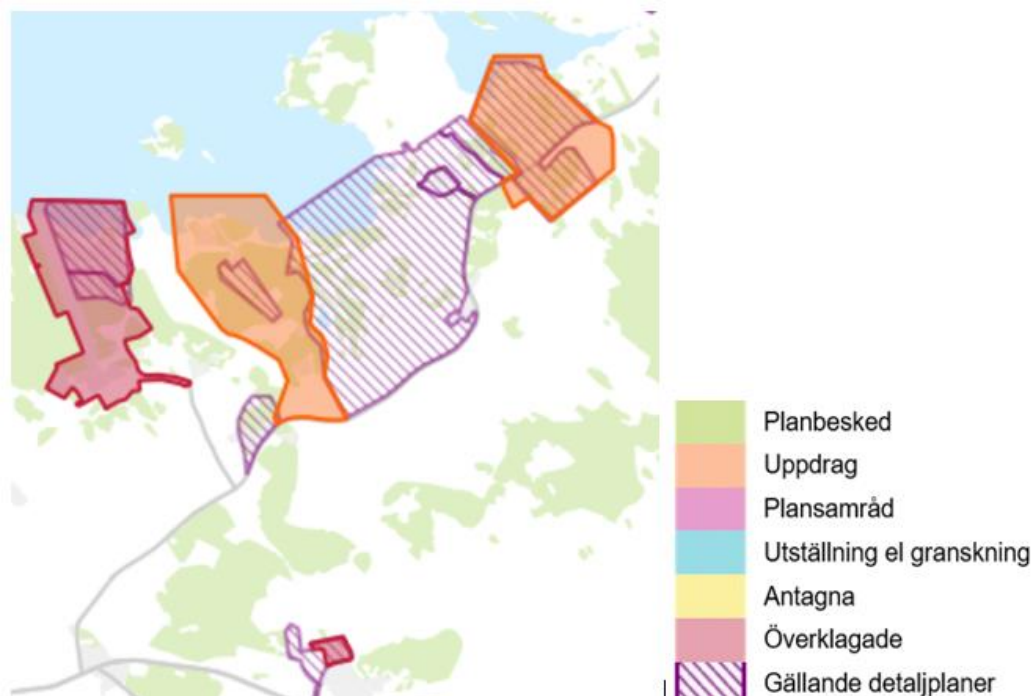 Planbesked
Uppdrag
Plansamråd
Utställning el granskning
Antagna
Överklagade
Gällande detaljplaner